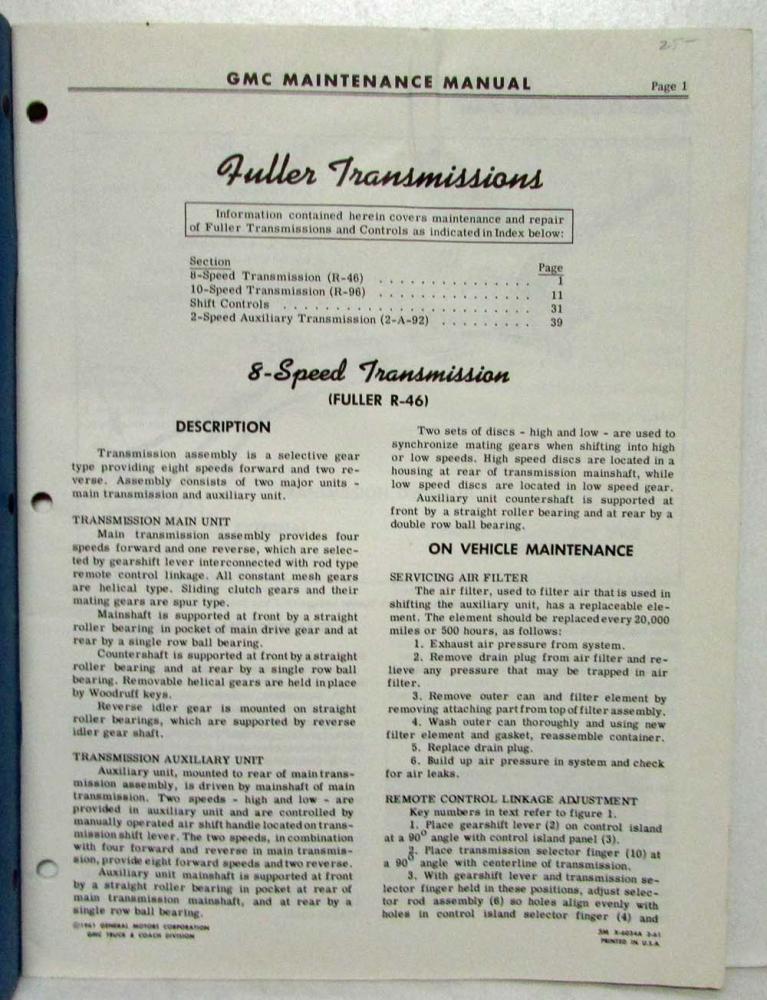 25-
GMC MAINTENANCE MANUAL
Page 1
Fuller Transmissions
Information contained herein covers maintenance and repair
of Fuller Transmissions and Controls as indicated in Index below:
Section Page
8-Speed Transmission (R-46) . . . . . . . . . . . . . . . 1
10-Speed Transmission (R-96) . . . . . . . . . . . . . . . 11
Shift Controls . . . . . . . . . . . . . . . . . . . . . . . 31
2-Speed Auxiliary Transmission (2-A-92) . . . . . . . . . 39
8-Speed Transmission
(FULLER R-46)
DESCRIPTION
Transmission assembly is a selective gear
type providing eight speeds forward and two re-
verse. Assembly consists of two major units -
main transmission and auxiliary unit.
TRANSMISSION MAIN UNIT
Main transmission assembly provides four
speeds forward and one reverse, which are selec-
ted by gearshift lever interconnected with rod type
remote control linkage. All constant mesh gears
are helical type. Sliding clutch gears and their
mating gears are spur type.
Mainshaft is supported at front by a straight
roller bearing in pocket of main drive gear and at
rear by a single row ball bearing.
Countershaft is supported at front by a straight
roller bearing and at rear by a single row ball
bearing. Removable helical gears are held in place
by Woodruff keys.
Reverse idler gear is mounted on straight
roller bearings, which are supported by reverse
idler gear shaft.
TRANSMISSION AUXILIARY UNIT
Auxiliary unit, mounted to rear of main trans-
mission assembly, is driven by mainshaft of main
transmission. Two speeds - high and low - are
provided in auxiliary unit and are controlled by
manually operated air shift handle located on trans-
mission shift lever. The two speeds, in combination
with four forward and reverse in main transmis-
sion, provide eight forward speeds and two reverse.
Auxiliary unit mainshaft is supported at front
by a straight roller bearing in pocket at rear of
main transmission mainshaft, and at rear by a
single row ball bearing.
©1961 GENERAL MOTORS CORPORATION
GMC TRUCK & COACH DIVISION
Two sets of discs - high and low - are used to
synchronize mating gears when shifting into high
or low speeds. High speed discs are located in a
housing at rear of transmission mainshaft, while
low speed discs are located in low speed gear.
Auxiliary unit countershaft is supported at
front by a straight roller bearing and at rear by a
double row ball bearing.
ON VEHICLE MAINTENANCE
SERVICING AIR FILTER
The air filter, used to filter air that is used in
shifting the auxiliary unit, has a replaceable ele-
ment. The element should be replaced every 20,000
miles or 500 hours, as follows:
1. Exhaust air pressure from system.
2. Remove drain plug from air filter and re-
lieve any pressure that may be trapped in air
filter.
3. Remove outer can and filter element by
removing attaching part from top of filter assembly.
4. Wash outer can thoroughly and using new
filter element and gasket, reassemble container.
5. Replace drain plug.
6. Build up air pressure in system and check
for air leaks.
REMOTE CONTROL LINKAGE ADJUSTMENT
Key numbers in text refer to figure 1.
1. Place gearshift lever (2) on control island
at a 90° angle with control island panel (3).
2. Place transmission selector finger (10) at
a 90° angle with centerline of transmission.
3. With gearshift lever and transmission se-
lector finger held in these positions, adjust selec-
tor rod assembly (6) so holes align evenly with
holes in control island selector finger (4) and
3M X-6034A 3-61
PRINTED IN U.S.A.